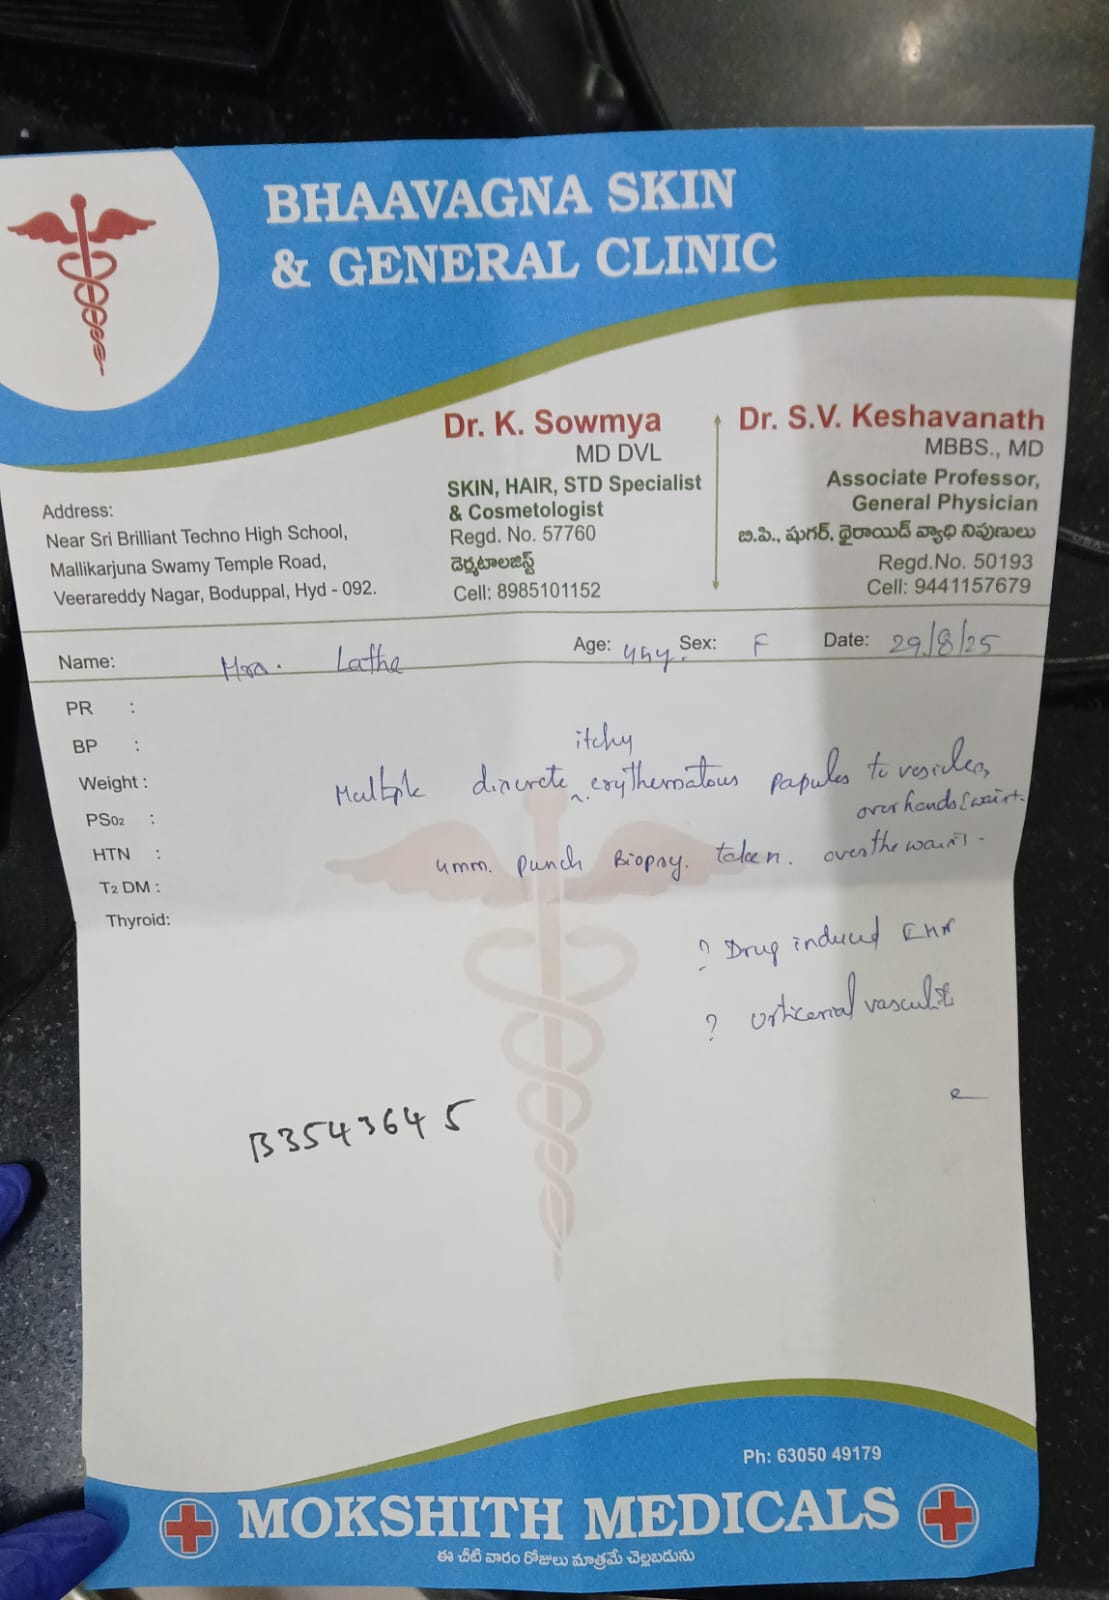 BHAAVAGNA SKIN
& GENERAL CLINIC
Dr. K. Sowmya
MD DVL
SKIN, HAIR, STD Specialist
& Cosmetologist
Regd. No. 57760
డెర్మటాలజిస్ట్
Cell: 8985101152
Dr. S.V. Keshavanath
MBBS., MD
Associate Professor,
General Physician
బి.పి., షుగర్, థైరాయిడ్ వ్యాధి నిపుణులు
Regd.No. 50193
Cell: 9441157679
Address:
Near Sri Brilliant Techno High School,
Mallikarjuna Swamy Temple Road,
Veerareddy Nagar, Boduppal, Hyd - 092.
Name: Latha Age: 44y. Sex: F Date: 29/8/25
PR :
BP :
Weight :
PSO2 :
HTN :
T2 DM :
Thyroid:
itchy
Multiple discrete erythematous papules to vesicles,
over hands & waist.
4mm. punch Biopsy. taken. over the waist.
? Drug induced
? urticarial vasculitis
B3543645
Ph: 63050 49179
MOKSHITH MEDICALS
ఈ చీటి వారం రోజులు మాత్రమే చెల్లబడును